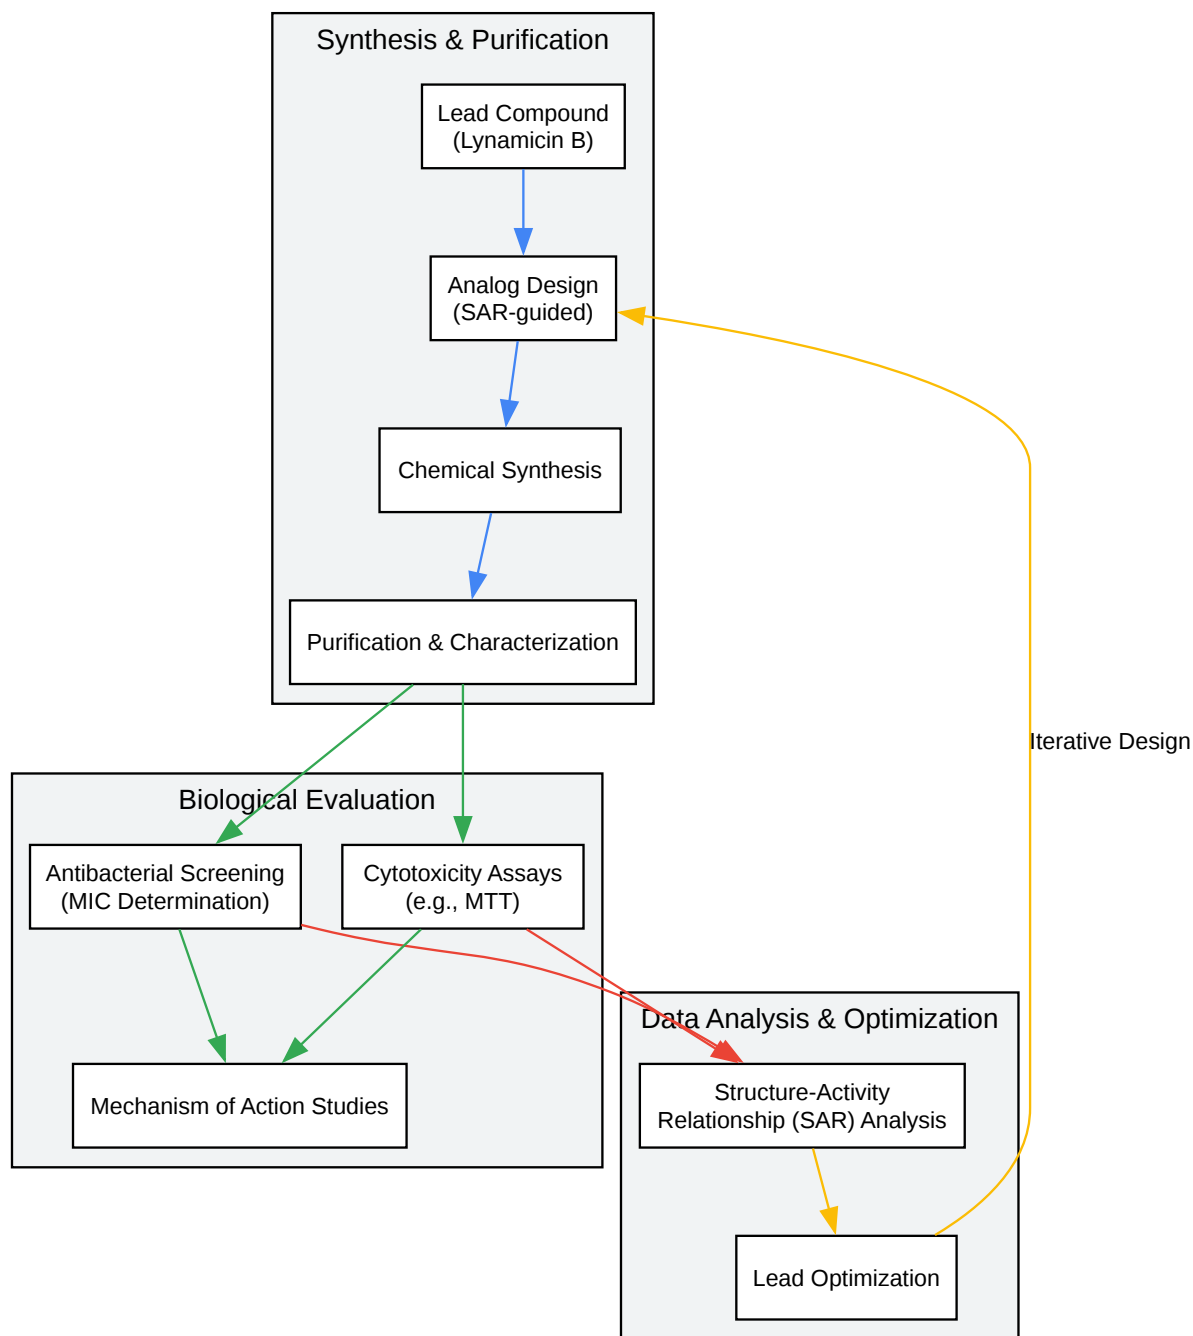 Synthesis & Purification
Lead Compound
(Lynamicin B)
Analog Design
(SAR-guided)
Chemical Synthesis
Purification & Characterization
Iterative Design
Biological Evaluation
Antibacterial Screening
(MIC Determination)
Cytotoxicity Assays
(e.g., MTT)
Mechanism of Action Studies
Data Analysis & Optimization
Structure-Activity
Relationship (SAR) Analysis
Lead Optimization